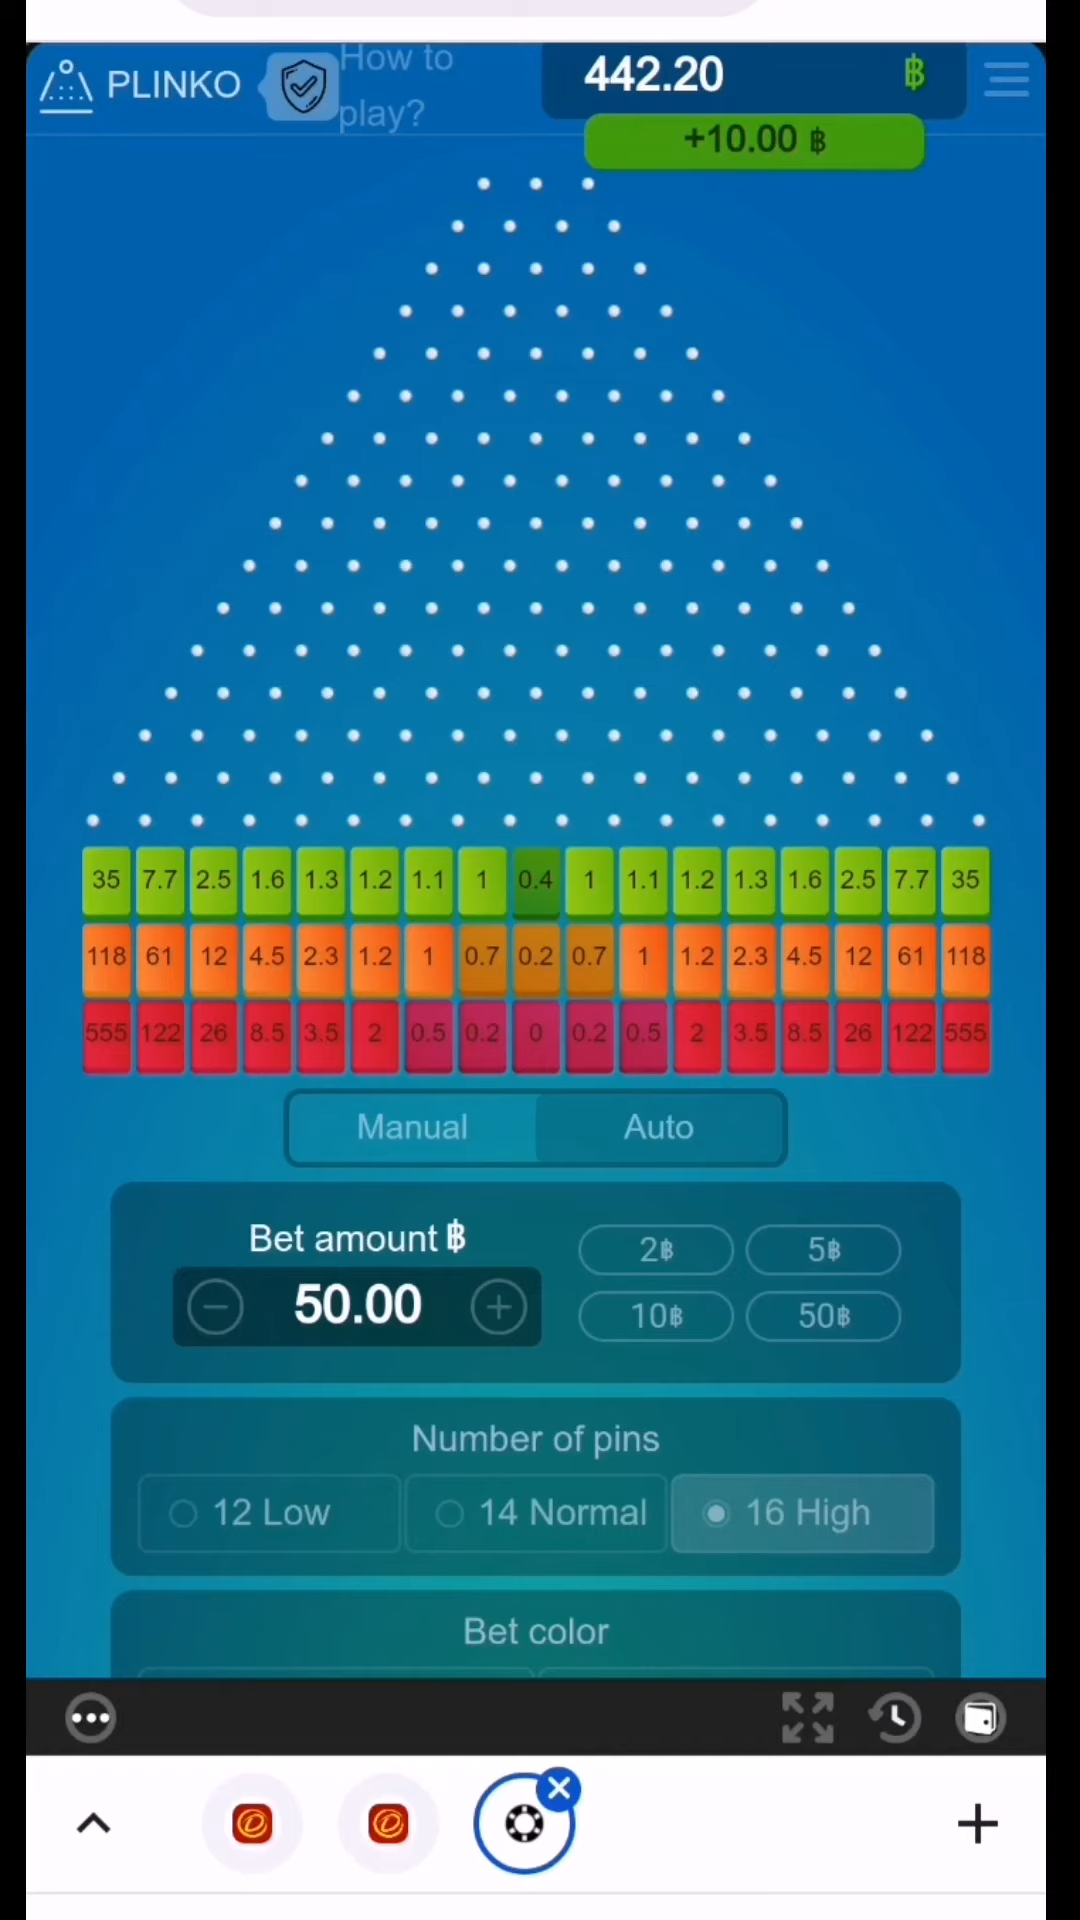 PLINKO
How to
play?
442.20 ฿
+10.00 ฿
35 7.7 2.5 1.6 1.3 1.2 1.1 1 0.4 1 1.1 1.2 1.3 1.6 2.5 7.7 35
118 61 12 4.5 2.3 1.2 1 0.7 0.2 0.7 1 1.2 2.3 4.5 12 61 118
555 122 26 8.5 3.5 2 0.5 0.2 0 0.2 0.5 2 3.5 8.5 26 122 555
Manual Auto
Bet amount ฿
50.00
2฿ 5฿
10฿ 50฿
Number of pins
12 Low 14 Normal 16 High
Bet color